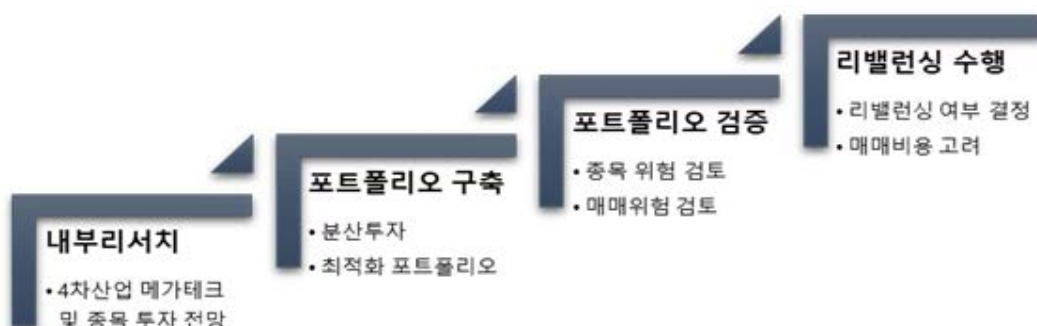 내부리서치
• 4차산업 메가테크
및 종목 투자 전망
포트폴리오 구축
• 분산투자
• 최적화 포트폴리오
포트폴리오 검증
• 종목 위험 검토
• 매매위험 검토
리밸런싱 수행
• 리밸런싱 여부 결정
• 매매비용 고려